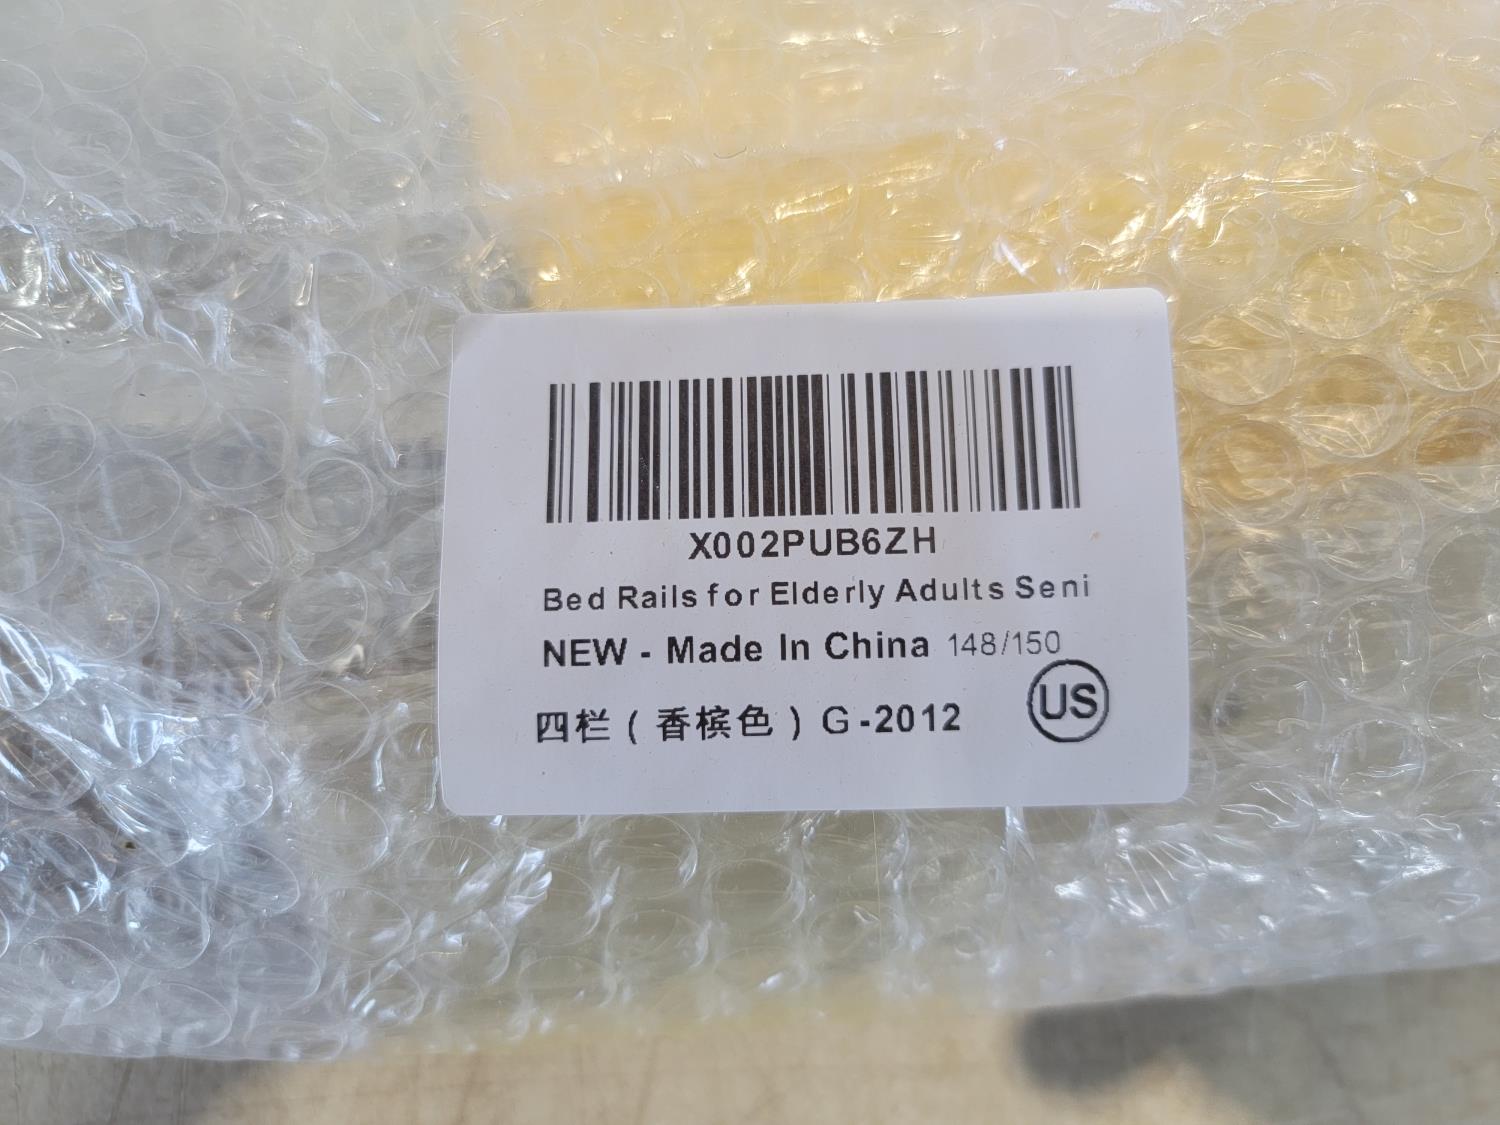 X002PUB6ZH
Bed Rails for Elderly Adults Seni
NEW - Made In China 148/150
四栏(香槟色)G-2012
US